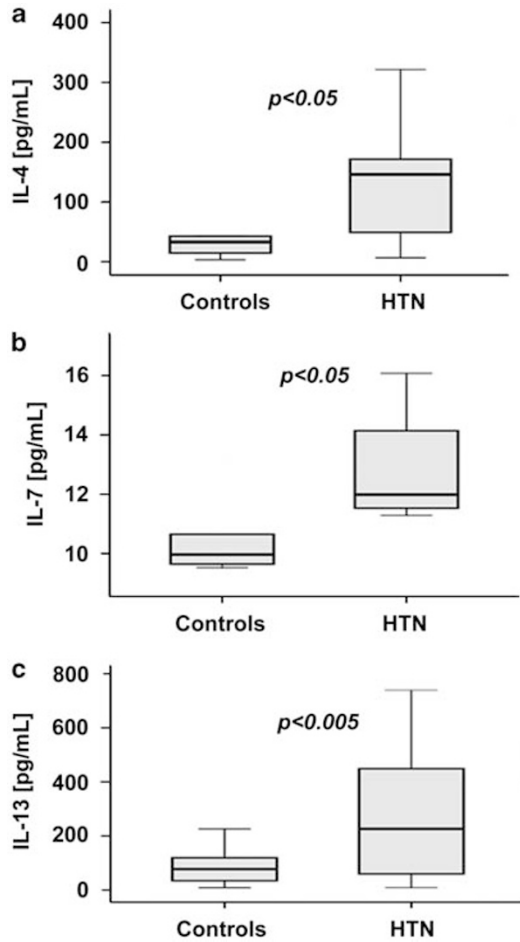 a
400
300
p<0.05
200
100
0
IL-4 [pg/mL]
Controls HTN
b
16
p<0.05
14
12
10
IL-7 [pg/mL]
Controls HTN
c
800
600
p<0.005
400
200
0
IL-13 [pg/mL]
Controls HTN